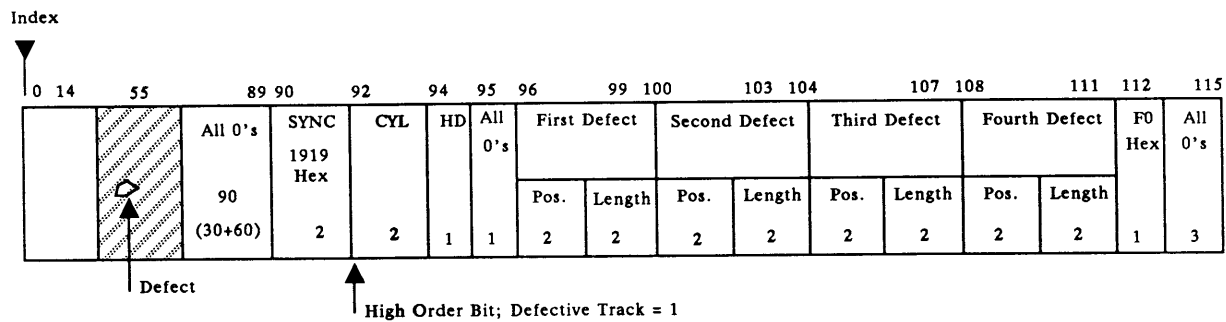 Index
0 14 55 89 90 92 94 95 96 99 100 103 104 107 108 111 112 115
All 0's SYNC CYL HD All 0's First Defect Second Defect Third Defect Fourth Defect F0 Hex All 0's
1919 Hex
90 Pos. Length Pos. Length Pos. Length Pos. Length
(30+60) 2 2 1 1 2 2 2 2 2 2 2 2 1 3
Defect
High Order Bit; Defective Track = 1